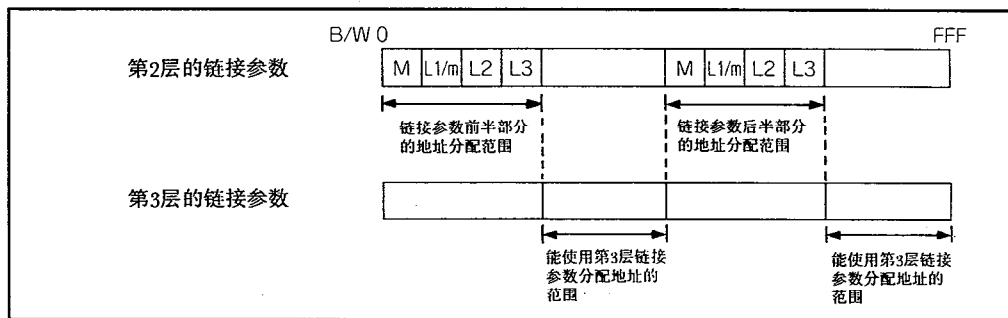 B/W 0 FFF
第2层的链接参数 M L1/m L2 L3 M L1/m L2 L3
链接参数前半部分
的地址分配范围
链接参数后半部分
的地址分配范围
第3层的链接参数
能使用第3层链接
参数分配地址的
范围
能使用第3层链接
参数分配地址的
范围